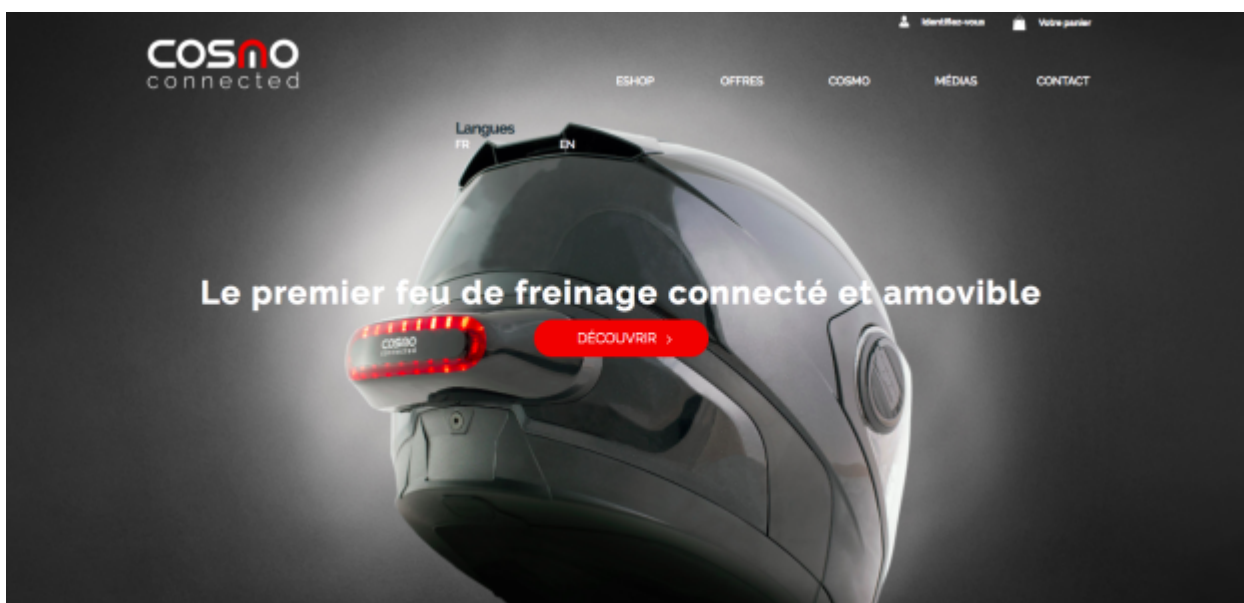 Identifiez-vous Votre panier
COSMO
connected
ESHOP OFFRES COSMO MÉDIAS CONTACT
Langues
FR EN
Le premier feu de freinage connecté et amovible
DÉCOUVRIR >
COSMO
connected